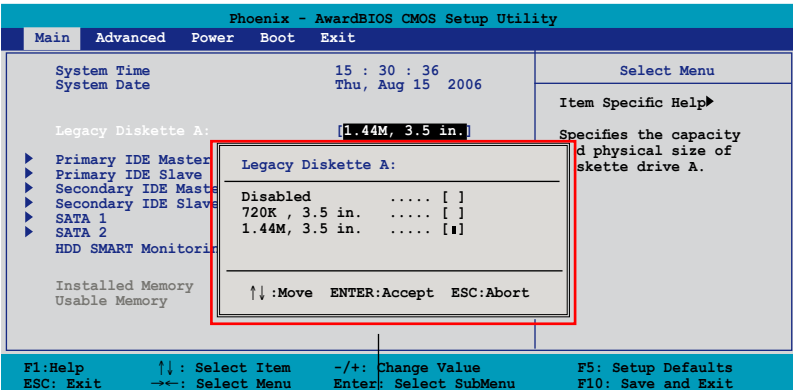 Phoenix - AwardBIOS CMOS Setup Utility
Main Advanced Power Boot Exit
System Time 15 : 30 : 36
System Date Thu, Aug 15 2006
Legacy Diskette A: [1.44M, 3.5 in.]
Primary IDE Master
Primary IDE Slave
Secondary IDE Maste
Secondary IDE Slave
SATA 1
SATA 2
HDD SMART Monitorin
Installed Memory
Usable Memory
Legacy Diskette A:
Disabled ..... [ ]
720K , 3.5 in. ..... [ ]
1.44M, 3.5 in. ..... [▮]
↑↓ :Move ENTER:Accept ESC:Abort
Select Menu
Item Specific Help▶
Specifies the capacity
d physical size of
skette drive A.
F1:Help ↑↓ : Select Item -/+: Change Value F5: Setup Defaults
ESC: Exit →←: Select Menu Enter: Select SubMenu F10: Save and Exit